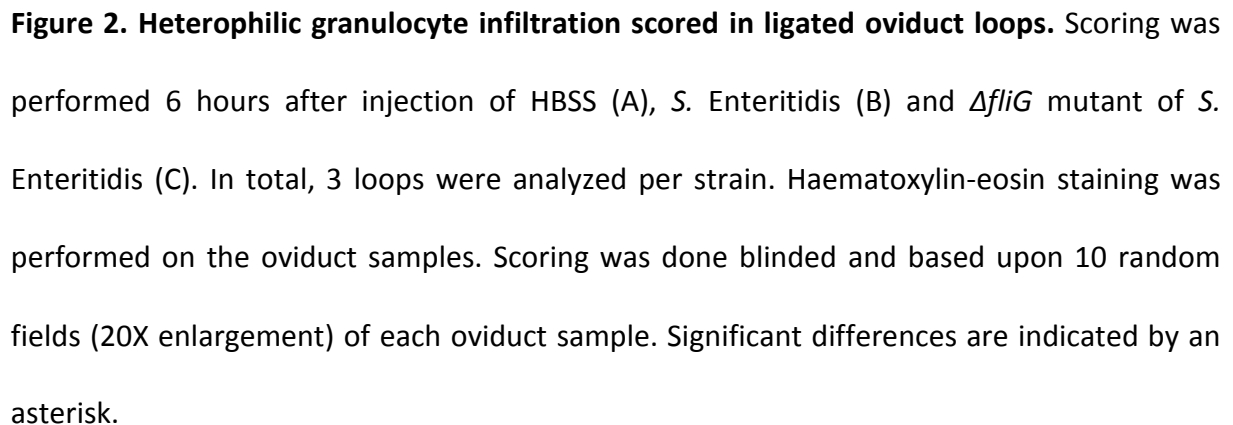 Figure 2. Heterophilic granulocyte infiltration scored in ligated oviduct loops. Scoring was
performed 6 hours after injection of HBSS (A), S. Enteritidis (B) and ΔfliG mutant of S.
Enteritidis (C). In total, 3 loops were analyzed per strain. Haematoxylin-eosin staining was
performed on the oviduct samples. Scoring was done blinded and based upon 10 random
fields (20X enlargement) of each oviduct sample. Significant differences are indicated by an
asterisk.